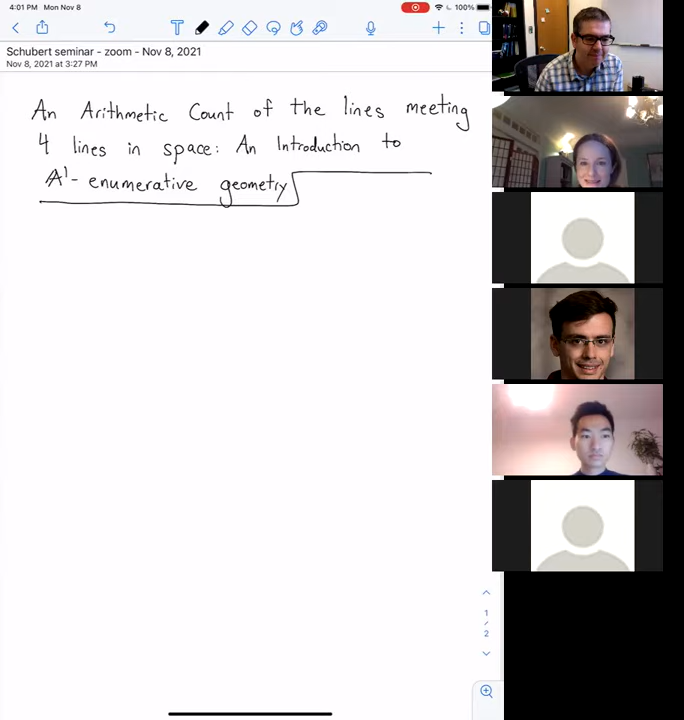 4:01 PM Mon Nov 8
100%
Schubert seminar - zoom - Nov 8, 2021
Nov 8, 2021 at 3:27 PM
An Arithmetic Count of the lines meeting
4 lines in space: An Introduction to
𝔸¹- enumerative geometry
1
/
2